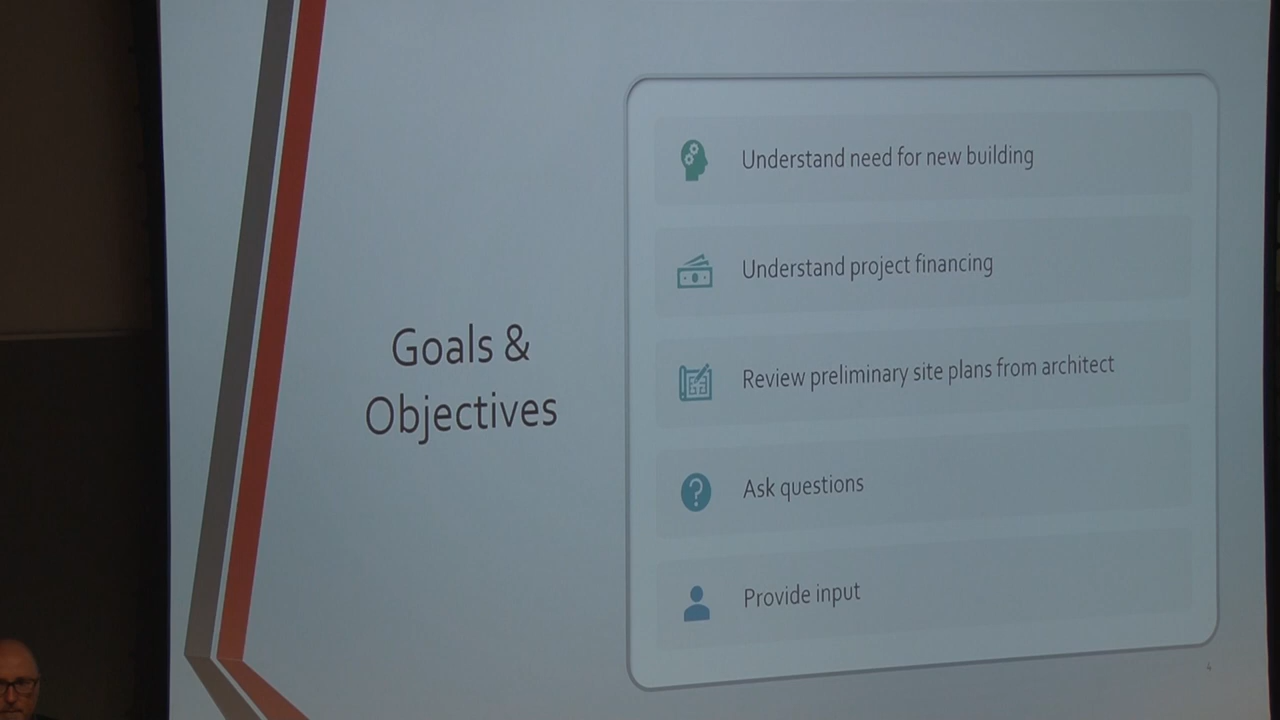 Goals &
Objectives
Understand need for new building
Understand project financing
Review preliminary site plans from architect
Ask questions
Provide input
4